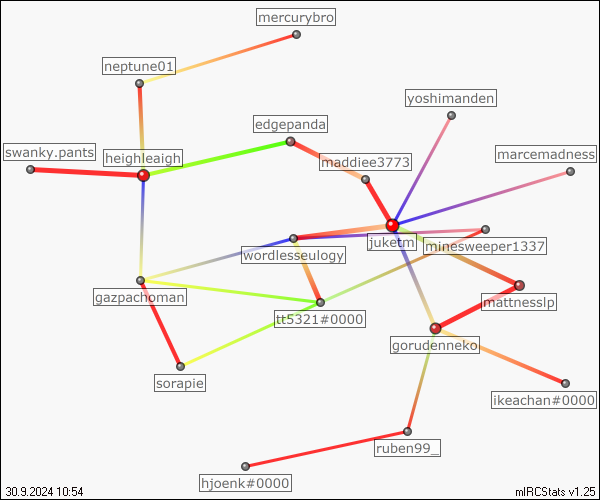 mercurybro
neptune01
yoshimanden
edgepanda
swanky.pants
heighleaigh
maddiee3773
marcemadness
juketm
minesweeper1337
wordlesseulogy
gazpachoman
mattnesslp
tt5321#0000
gorudenneko
sorapie
ikeachan#0000
ruben99_
hjoenk#0000
30.9.2024 10:54
mIRCStats v1.25